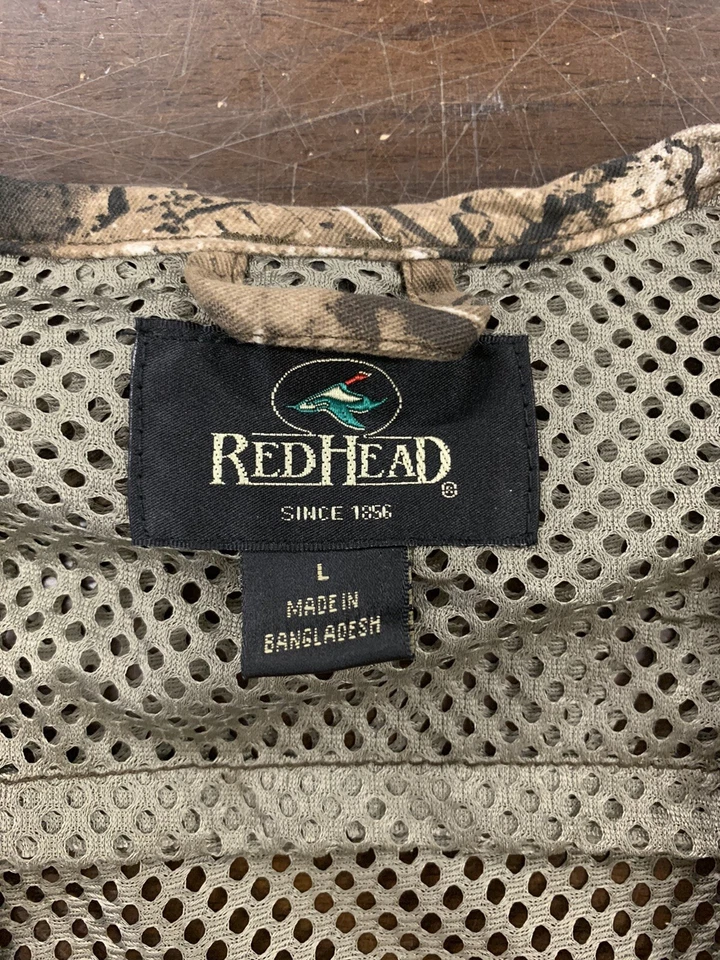 REDHEAD®
SINCE 1856
L
MADE IN
BANGLADESH